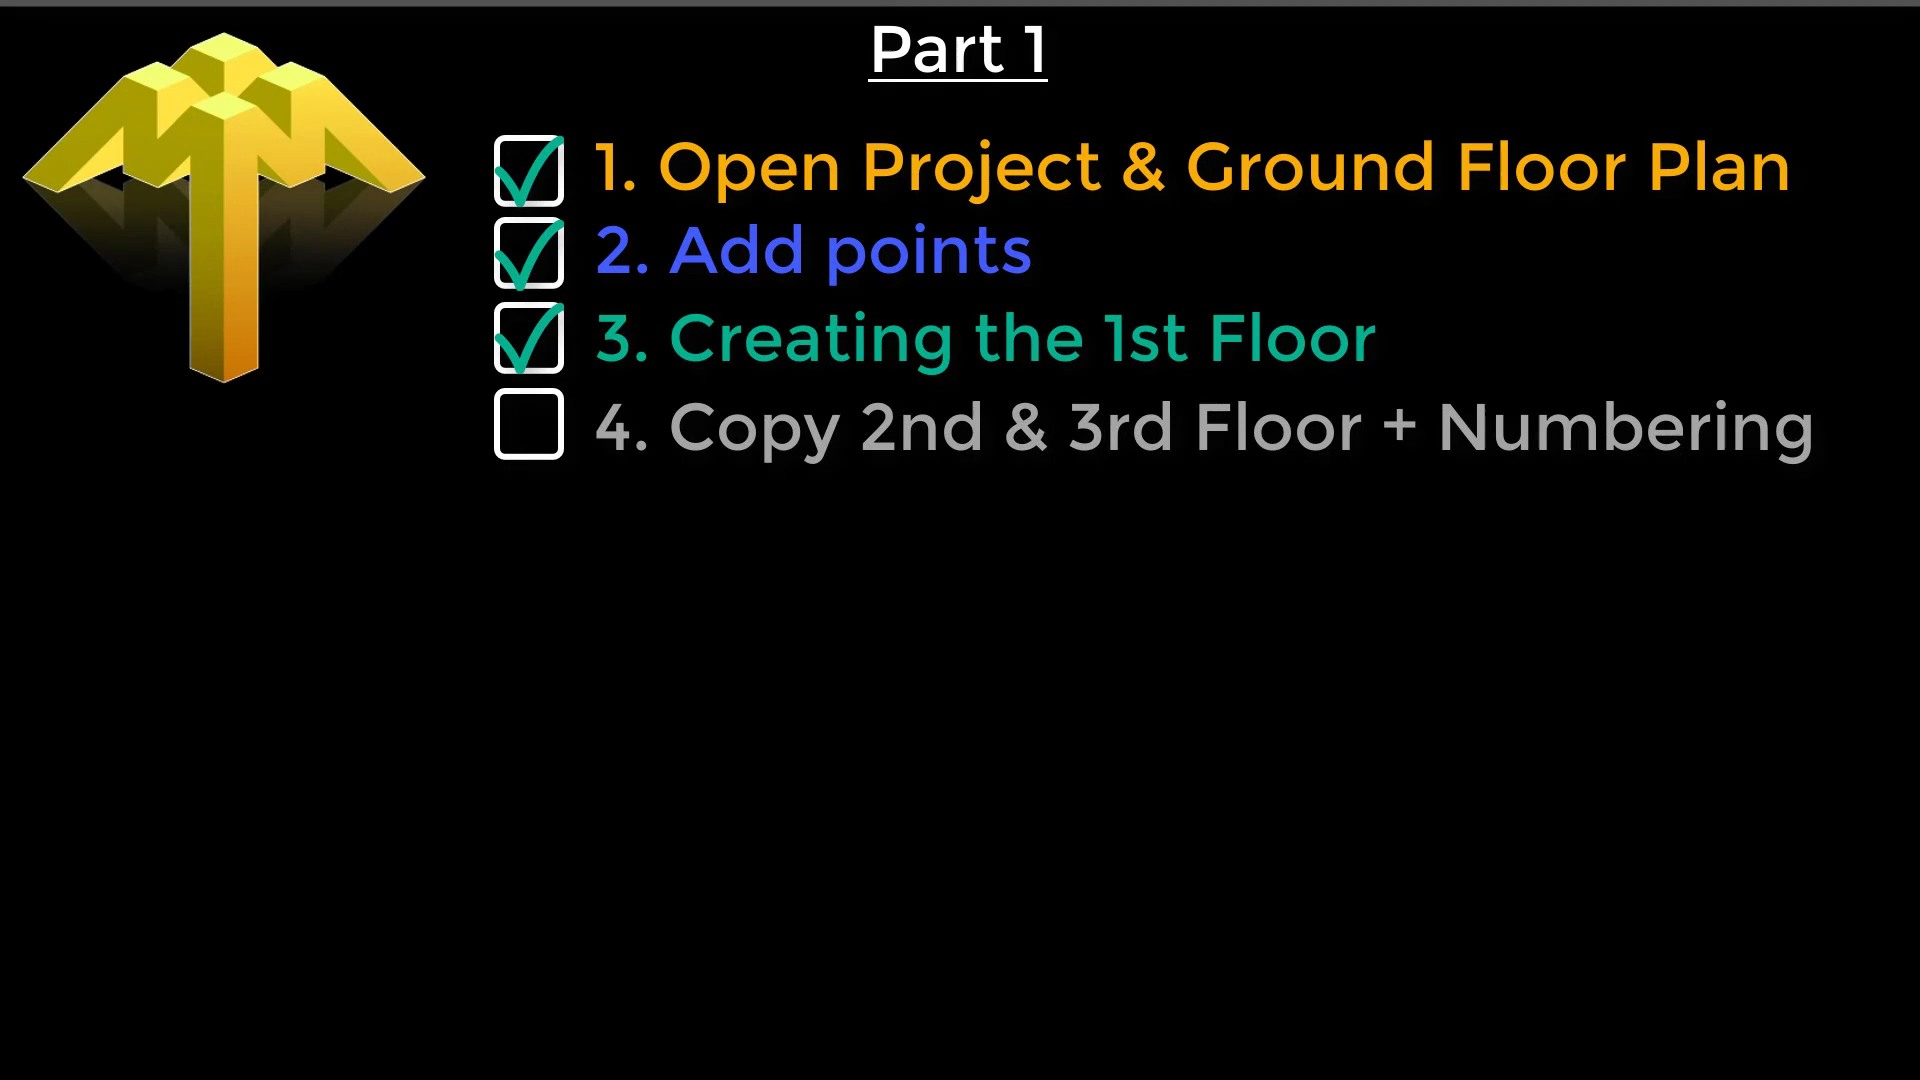 Part 1
1. Open Project & Ground Floor Plan
2. Add points
3. Creating the 1st Floor
4. Copy 2nd & 3rd Floor + Numbering